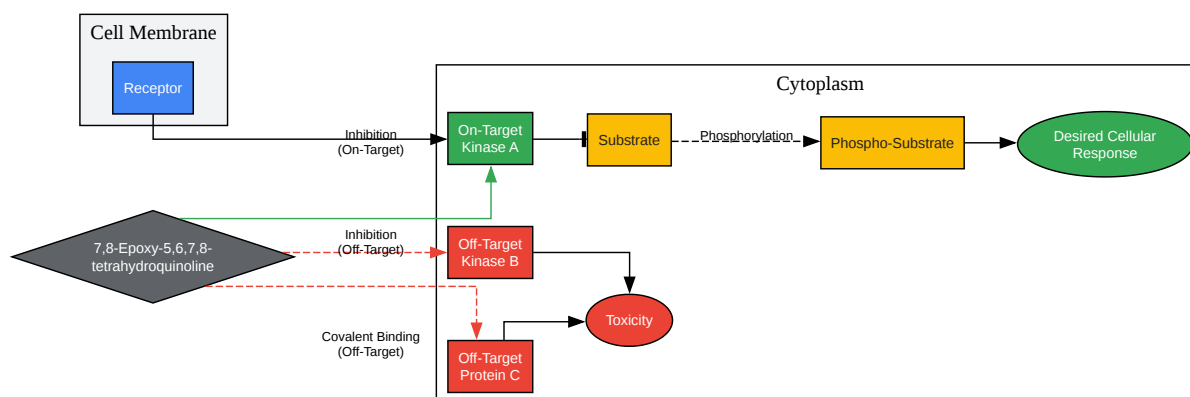 Cell Membrane
Receptor
Cytoplasm
Inhibition
(On-Target)
On-Target
Kinase A
Substrate
Phosphorylation
Phospho-Substrate
Desired Cellular
Response
7,8-Epoxy-5,6,7,8-
tetrahydroquinoline
Inhibition
(Off-Target)
Off-Target
Kinase B
Toxicity
Covalent Binding
(Off-Target)
Off-Target
Protein C